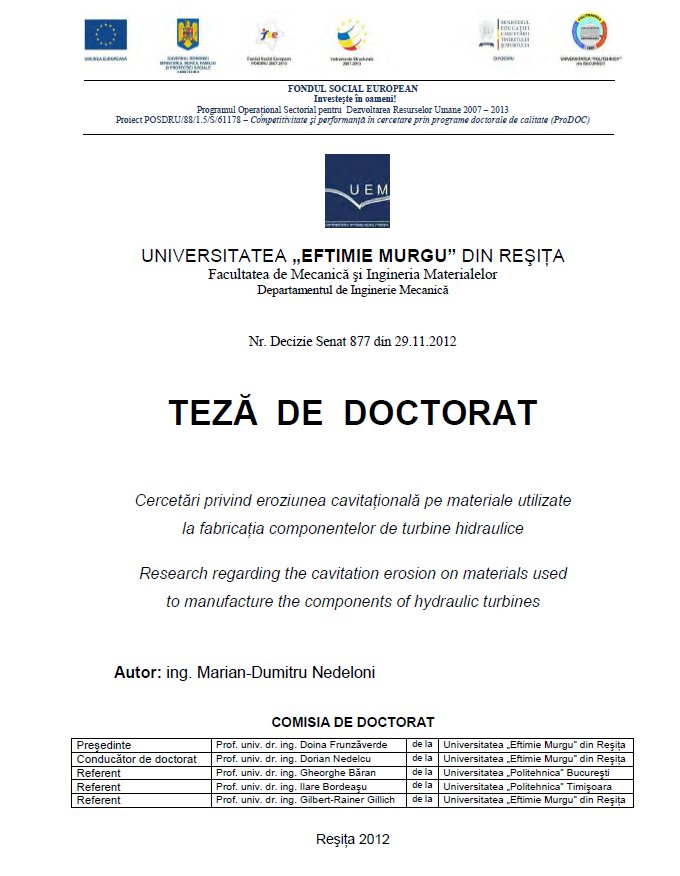 UNIUNEA EUROPEANĂ
GUVERNUL ROMÂNIEI
MINISTERUL MUNCII, FAMILIEI
ŞI PROTECŢIEI SOCIALE
Fondul Social European
POSDRU 2007-2013
Instrumente Structurale
2007-2013
MINISTERUL
EDUCAŢIEI
CERCETĂRII
TINERETULUI
ŞI SPORTULUI
OIPOSDRU
UNIVERSITATEA "POLITEHNICA"
din BUCUREŞTI
FONDUL SOCIAL EUROPEAN
Investeşte în oameni!
Programul Operaţional Sectorial pentru Dezvoltarea Resurselor Umane 2007 – 2013
Proiect POSDRU/88/1.5/S/61178 – Competitivitate şi performanţă în cercetare prin programe doctorale de calitate (ProDOC)
UEM
UNIVERSITATEA „EFTIMIE MURGU” DIN REŞIŢA
Facultatea de Mecanică şi Ingineria Materialelor
Departamentul de Inginerie Mecanică
Nr. Decizie Senat 877 din 29.11.2012
TEZĂ DE DOCTORAT
Cercetări privind eroziunea cavitaţională pe materiale utilizate
la fabricaţia componentelor de turbine hidraulice
Research regarding the cavitation erosion on materials used
to manufacture the components of hydraulic turbines
Autor: ing. Marian-Dumitru Nedeloni
COMISIA DE DOCTORAT
Preşedinte Prof. univ. dr. ing. Doina Frunzăverde de la Universitatea „Eftimie Murgu” din Reşiţa
Conducător de doctorat Prof. univ. dr. ing. Dorian Nedelcu de la Universitatea „Eftimie Murgu” din Reşiţa
Referent Prof. univ. dr. ing. Gheorghe Băran de la Universitatea „Politehnica” Bucureşti
Referent Prof. univ. dr. ing. Ilare Bordeaşu de la Universitatea „Politehnica” Timişoara
Referent Prof. univ. dr. ing. Gilbert-Rainer Gillich de la Universitatea „Eftimie Murgu” din Reşiţa
Reşiţa 2012